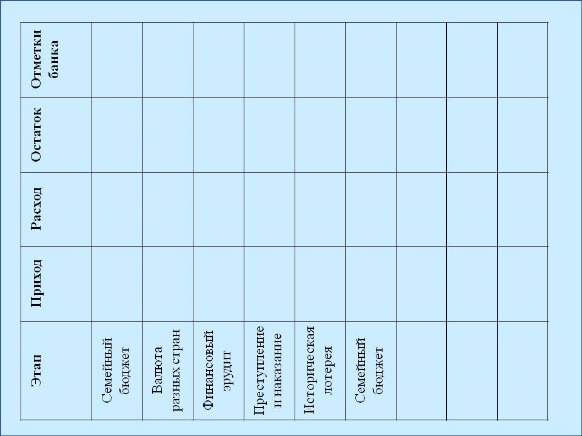 Этап
Приход
Расход
Остаток
Отметки
банка
Семейный
бюджет
Валюта
разных стран
Финансовый
эрудит
Преступление
и наказание
Историческая
лотерея
Семейный
бюджет